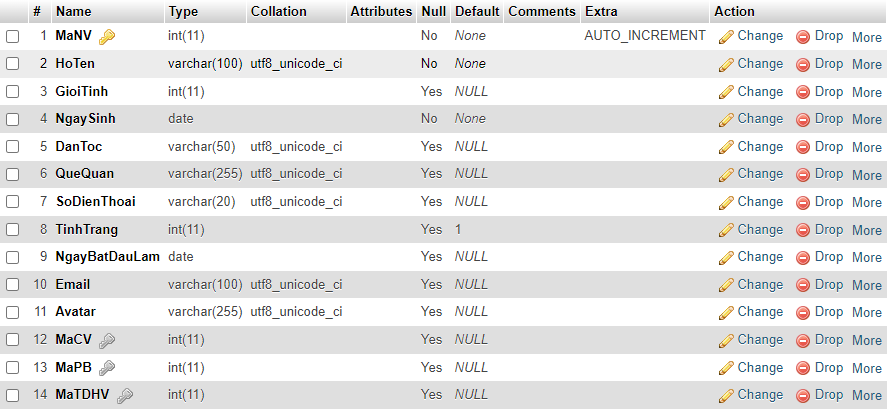 # Name Type Collation Attributes Null Default Comments Extra Action
1 MaNV int(11) No None AUTO_INCREMENT Change Drop More
2 HoTen varchar(100) utf8_unicode_ci No None Change Drop More
3 GioiTinh int(11) Yes NULL Change Drop More
4 NgaySinh date No None Change Drop More
5 DanToc varchar(50) utf8_unicode_ci Yes NULL Change Drop More
6 QueQuan varchar(255) utf8_unicode_ci Yes NULL Change Drop More
7 SoDienThoai varchar(20) utf8_unicode_ci Yes NULL Change Drop More
8 TinhTrang int(11) Yes 1 Change Drop More
9 NgayBatDauLam date Yes NULL Change Drop More
10 Email varchar(100) utf8_unicode_ci Yes NULL Change Drop More
11 Avatar varchar(255) utf8_unicode_ci Yes NULL Change Drop More
12 MaCV int(11) Yes NULL Change Drop More
13 MaPB int(11) Yes NULL Change Drop More
14 MaTDHV int(11) Yes NULL Change Drop More